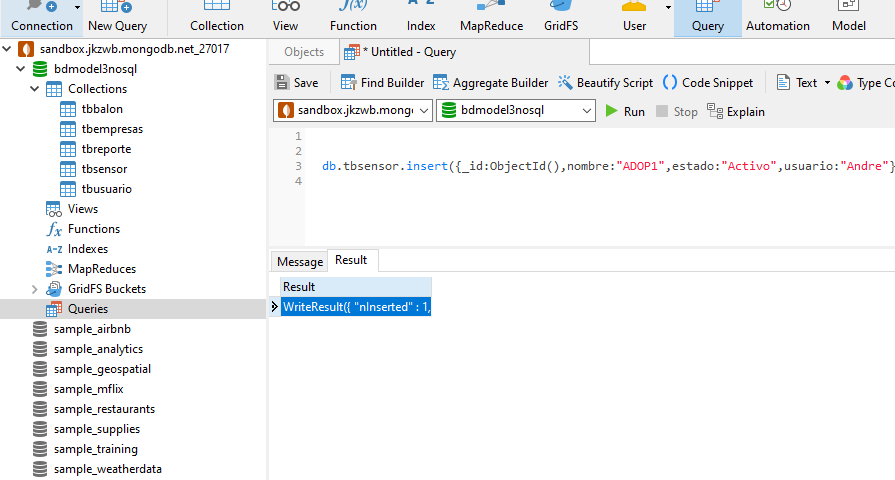 Connection New Query Collection View Function Index MapReduce GridFS User Query Automation Model
sandbox.jkzwb.mongodb.net_27017
bdmodel3nosql
Collections
tbbalon
tbempresas
tbreporte
tbsensor
tbusuario
Views
Functions
Indexes
MapReduces
GridFS Buckets
Queries
sample_airbnb
sample_analytics
sample_geospatial
sample_mflix
sample_restaurants
sample_supplies
sample_training
sample_weatherdata
Objects * Untitled - Query
Save Find Builder Aggregate Builder Beautify Script Code Snippet Text Type Co
sandbox.jkzwb.mongo bdmodel3nosql Run Stop Explain
1
2
3 db.tbsensor.insert({_id:ObjectId(),nombre:"ADOP1",estado:"Activo",usuario:"Andre"}
4
Message Result
Result
WriteResult({ "nInserted" : 1,